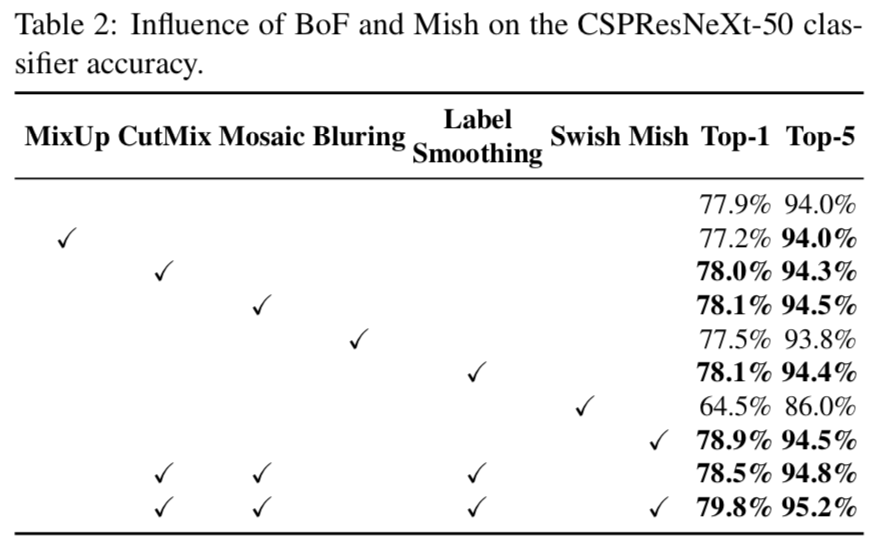 Table 2: Influence of BoF and Mish on the CSPResNeXt-50 clas-
sifier accuracy.
MixUp CutMix Mosaic Bluring Label Smoothing Swish Mish Top-1 Top-5
77.9% 94.0%
✓ 77.2% 94.0%
✓ 78.0% 94.3%
✓ 78.1% 94.5%
✓ 77.5% 93.8%
✓ 78.1% 94.4%
✓ 64.5% 86.0%
✓ 78.9% 94.5%
✓ ✓ ✓ 78.5% 94.8%
✓ ✓ ✓ ✓ 79.8% 95.2%